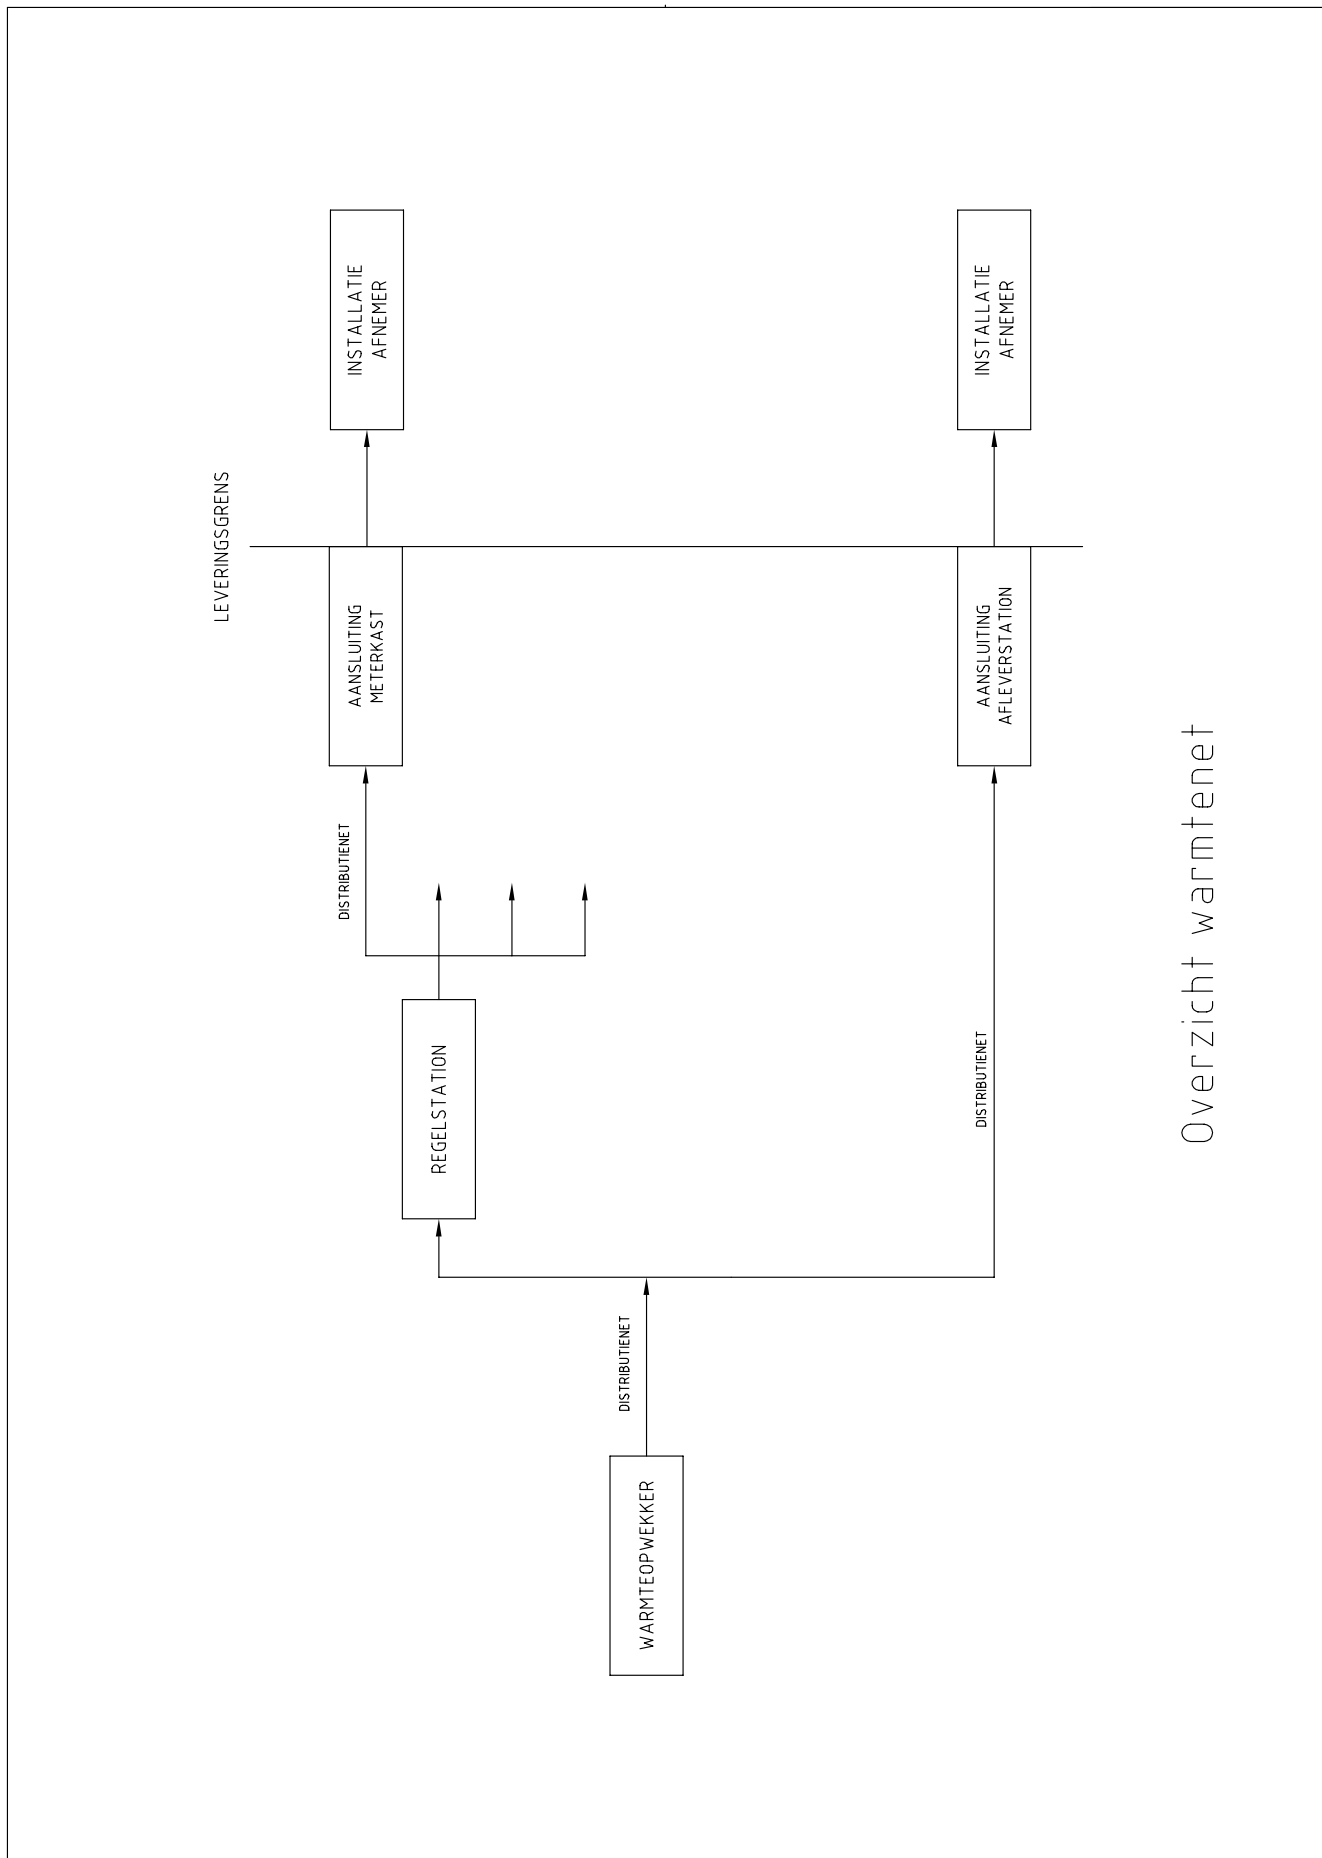 LEVERINGSGRENS
WARMTEOPWEKKER
DISTRIBUTIENET
REGELSTATION
DISTRIBUTIENET
AANSLUITING
METERKAST
INSTALLATIE
AFNEMER
DISTRIBUTIENET
AANSLUITING
AFLEVERSTATION
INSTALLATIE
AFNEMER
Overzicht warmtenet